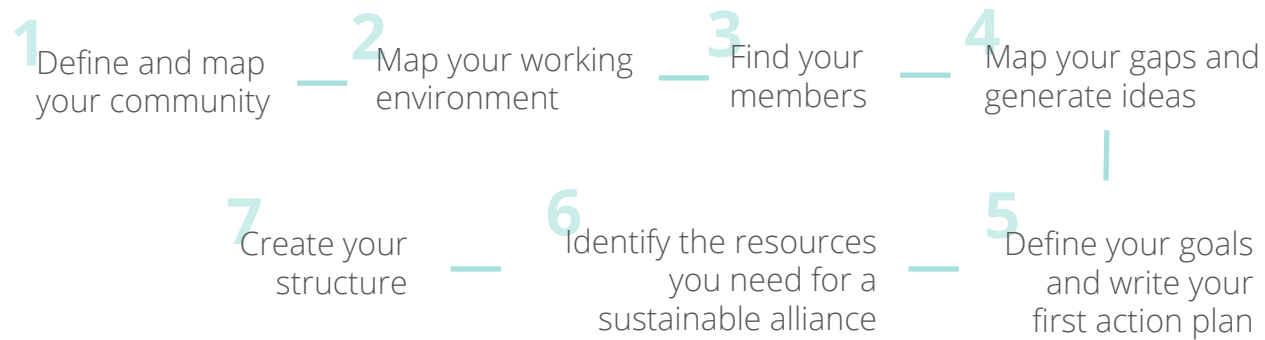 1
Define and map
your community
2
Map your working
environment
3
Find your
members
4
Map your gaps and
generate ideas
5
Define your goals
and write your
first action plan
6
Identify the resources
you need for a
sustainable alliance
7
Create your
structure